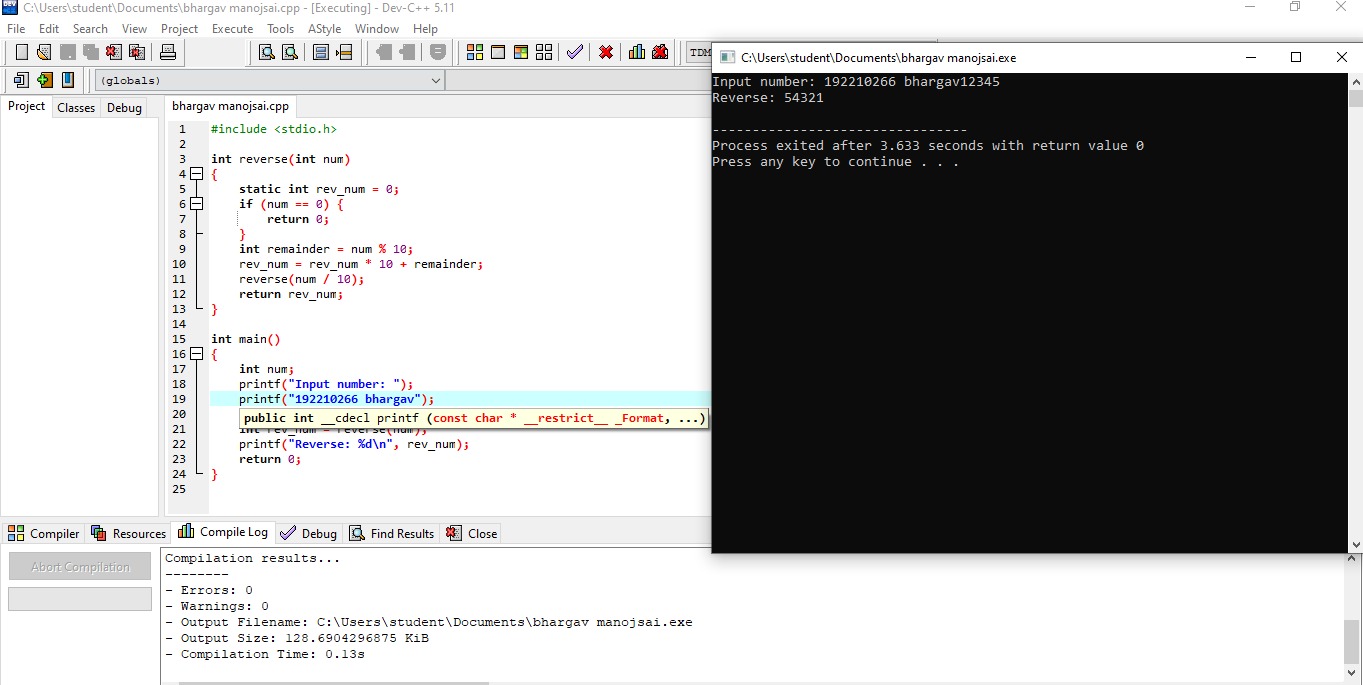 C:\Users\student\Documents\bhargav manojsai.cpp - [Executing] - Dev-C++ 5.11
File Edit Search View Project Execute Tools AStyle Window Help
TDM
(globals)
Project Classes Debug
bhargav manojsai.cpp
1 #include <stdio.h>
2
3 int reverse(int num)
4 {
5 static int rev_num = 0;
6 if (num == 0) {
7 return 0;
8 }
9 int remainder = num % 10;
10 rev_num = rev_num * 10 + remainder;
11 reverse(num / 10);
12 return rev_num;
13 }
14
15 int main()
16 {
17 int num;
18 printf("Input number: ");
19 printf("192210266 bhargav");
20
public int __cdecl printf (const char * __restrict__ _Format, ...)
21 int rev_num = reverse(num);
22 printf("Reverse: %d\n", rev_num);
23 return 0;
24 }
25
C:\Users\student\Documents\bhargav manojsai.exe
Input number: 192210266 bhargav12345
Reverse: 54321
--------------------------------
Process exited after 3.633 seconds with return value 0
Press any key to continue . . .
Compiler Resources Compile Log Debug Find Results Close
Abort Compilation
Compilation results...
--------
- Errors: 0
- Warnings: 0
- Output Filename: C:\Users\student\Documents\bhargav manojsai.exe
- Output Size: 128.6904296875 KiB
- Compilation Time: 0.13s